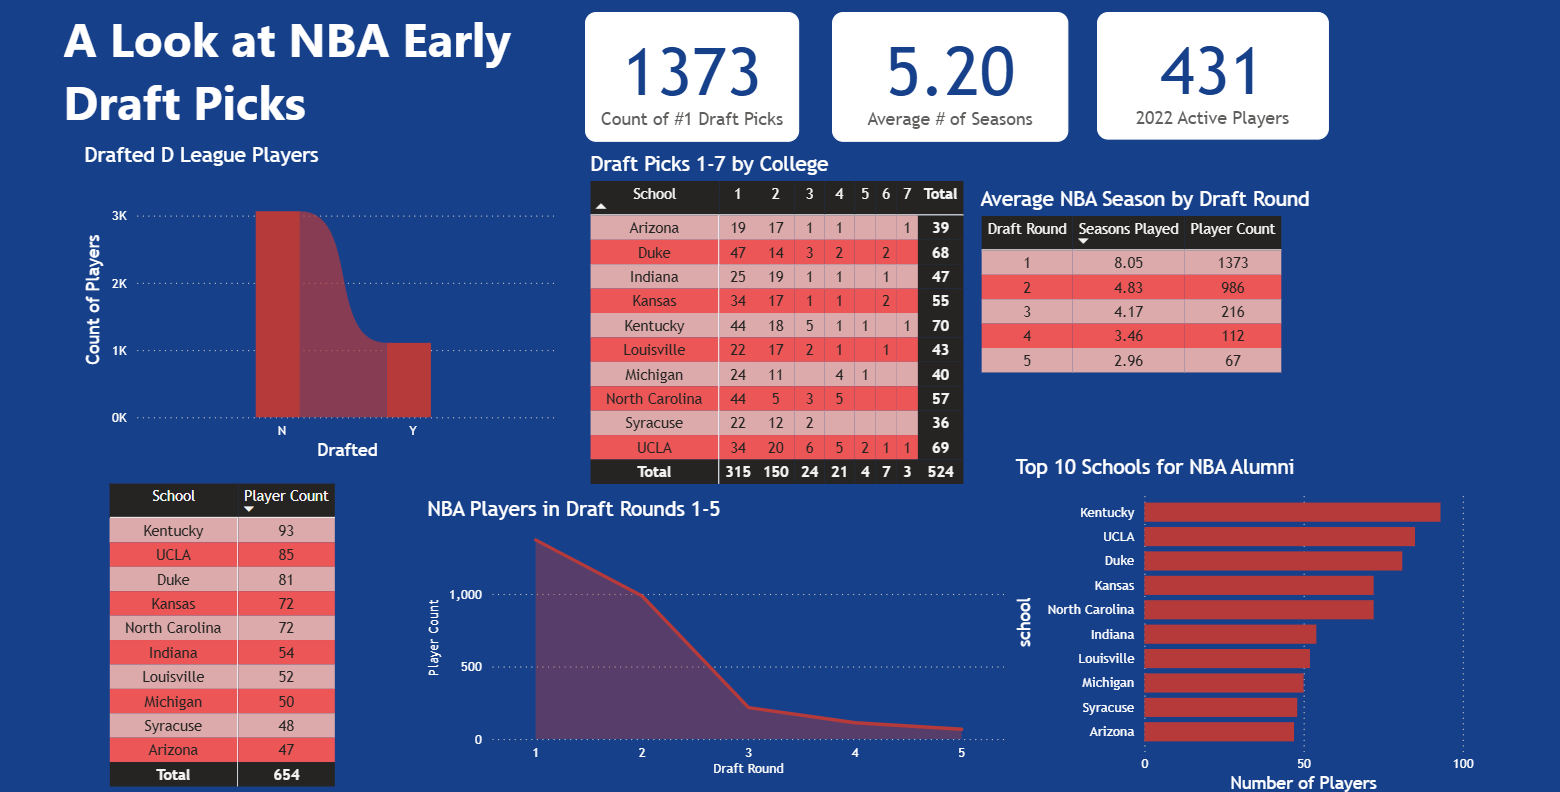 A Look at NBA Early
Draft Picks
1373
Count of #1 Draft Picks
5.20
Average # of Seasons
431
2022 Active Players
Drafted D League Players
Count of Players
3K
2K
1K
0K
N Y
Drafted
Draft Picks 1-7 by College
School 1 2 3 4 5 6 7 Total
Arizona 19 17 1 1 1 39
Duke 47 14 3 2 2 68
Indiana 25 19 1 1 1 47
Kansas 34 17 1 1 2 55
Kentucky 44 18 5 1 1 1 70
Louisville 22 17 2 1 1 43
Michigan 24 11 4 1 40
North Carolina 44 5 3 5 57
Syracuse 22 12 2 36
UCLA 34 20 6 5 2 1 1 69
Total 315 150 24 21 4 7 3 524
Average NBA Season by Draft Round
Draft Round Seasons Played Player Count
1 8.05 1373
2 4.83 986
3 4.17 216
4 3.46 112
5 2.96 67
School Player Count
Kentucky 93
UCLA 85
Duke 81
Kansas 72
North Carolina 72
Indiana 54
Louisville 52
Michigan 50
Syracuse 48
Arizona 47
Total 654
NBA Players in Draft Rounds 1-5
Player Count
1,000
500
0
1 2 3 4 5
Draft Round
Top 10 Schools for NBA Alumni
school
Kentucky
UCLA
Duke
Kansas
North Carolina
Indiana
Louisville
Michigan
Syracuse
Arizona
0 50 100
Number of Players